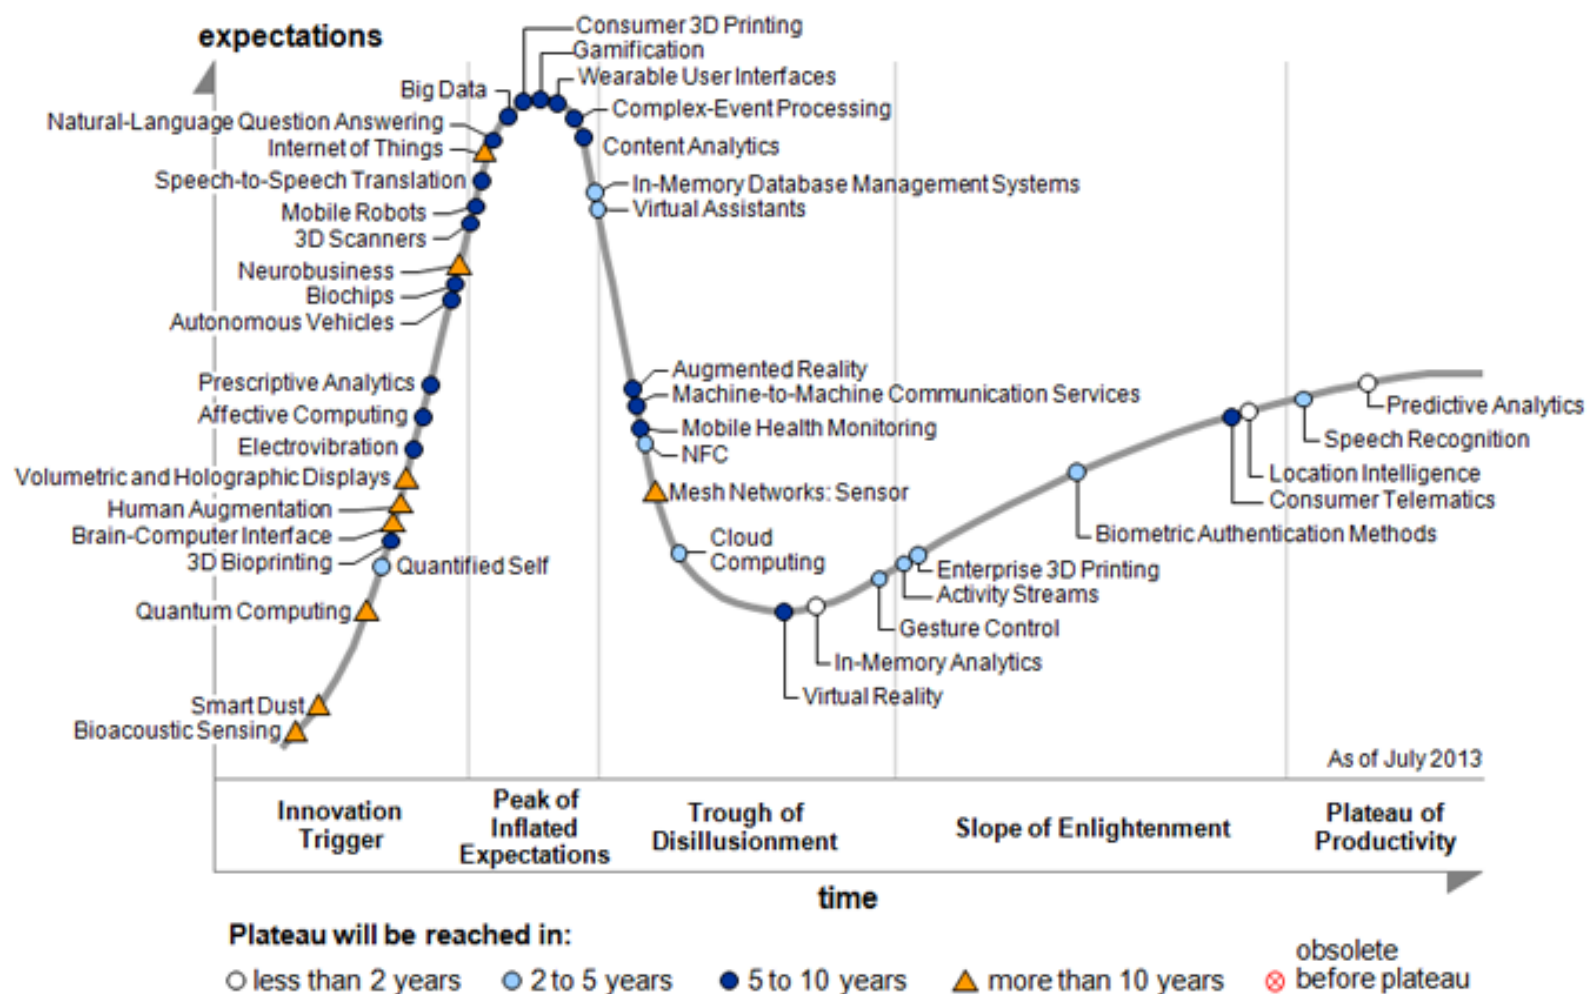 expectations
Consumer 3D Printing
Gamification
Wearable User Interfaces
Big Data
Complex-Event Processing
Natural-Language Question Answering
Internet of Things
Content Analytics
Speech-to-Speech Translation
In-Memory Database Management Systems
Mobile Robots
Virtual Assistants
3D Scanners
Neurobusiness
Biochips
Autonomous Vehicles
Augmented Reality
Prescriptive Analytics
Machine-to-Machine Communication Services
Predictive Analytics
Affective Computing
Mobile Health Monitoring
Speech Recognition
Electrovibration
NFC
Volumetric and Holographic Displays
Location Intelligence
Mesh Networks: Sensor
Consumer Telematics
Human Augmentation
Brain-Computer Interface
Biometric Authentication Methods
Cloud
Computing
3D Bioprinting
Quantified Self
Enterprise 3D Printing
Activity Streams
Quantum Computing
Gesture Control
In-Memory Analytics
Virtual Reality
Smart Dust
Bioacoustic Sensing
As of July 2013
Innovation
Trigger
Peak of
Inflated
Expectations
Trough of
Disillusionment
Slope of Enlightenment
Plateau of
Productivity
time
Plateau will be reached in:
less than 2 years
2 to 5 years
5 to 10 years
more than 10 years
obsolete
before plateau